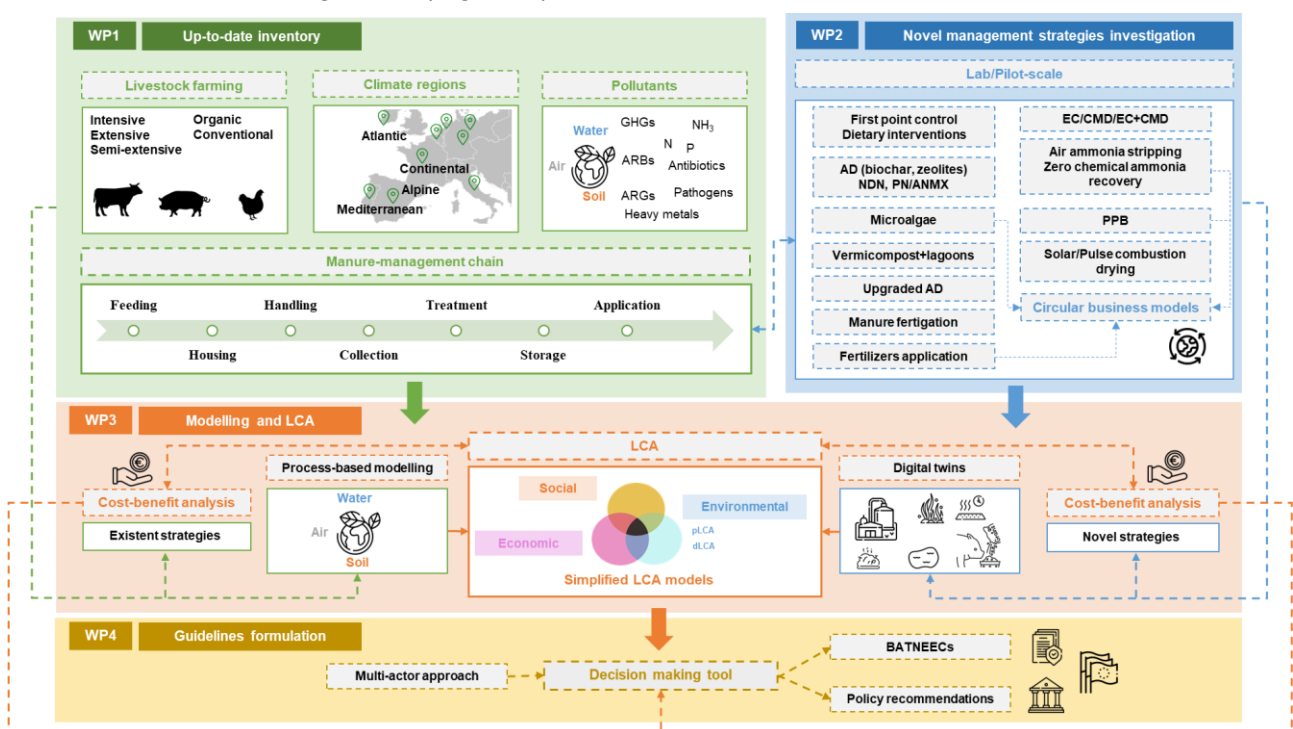 WP1
Up-to-date inventory
Livestock farming
Intensive
Extensive
Semi-extensive
Organic
Conventional
Climate regions
Atlantic
Continental
Alpine
Mediterranean
Pollutants
Water
Air
Soil
GHGs
NH3
N
P
ARBs
Antibiotics
ARGs
Pathogens
Heavy metals
Manure-management chain
Feeding
Handling
Treatment
Application
Housing
Collection
Storage
WP2
Novel management strategies investigation
Lab/Pilot-scale
First point control
Dietary interventions
AD (biochar, zeolites)
NDN, PN/ANMX
Microalgae
Vermicompost+lagoons
Upgraded AD
Manure fertigation
Fertilizers application
EC/CMD/EC+CMD
Air ammonia stripping
Zero chemical ammonia
recovery
PPB
Solar/Pulse combustion
drying
Circular business models
WP3
Modelling and LCA
Cost-benefit analysis
Existent strategies
Process-based modelling
Water
Air
Soil
LCA
Social
Environmental
pLCA
dLCA
Economic
Simplified LCA models
Digital twins
Cost-benefit analysis
Novel strategies
WP4
Guidelines formulation
Multi-actor approach
Decision making tool
BATNEECs
Policy recommendations